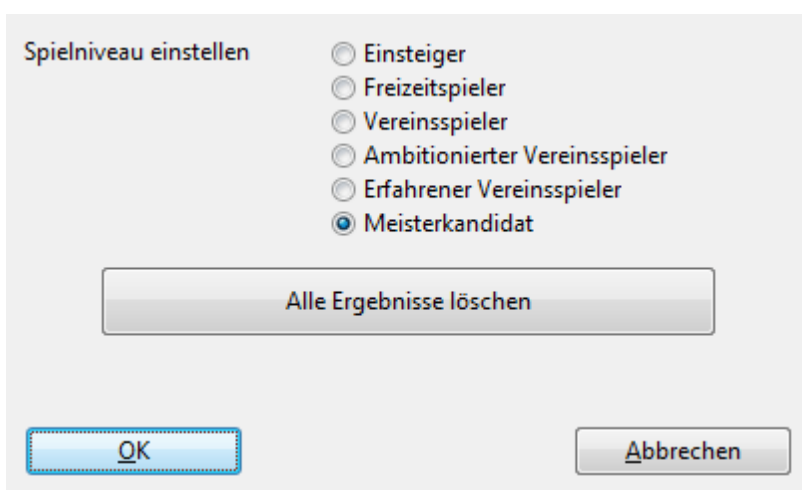 Spielniveau einstellen
Einsteiger
Freizeitspieler
Vereinsspieler
Ambitionierter Vereinsspieler
Erfahrener Vereinsspieler
Meisterkandidat
Alle Ergebnisse löschen
OK
Abbrechen